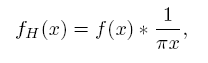 f_H(x) = f(x) * \frac{1}{\pi x},